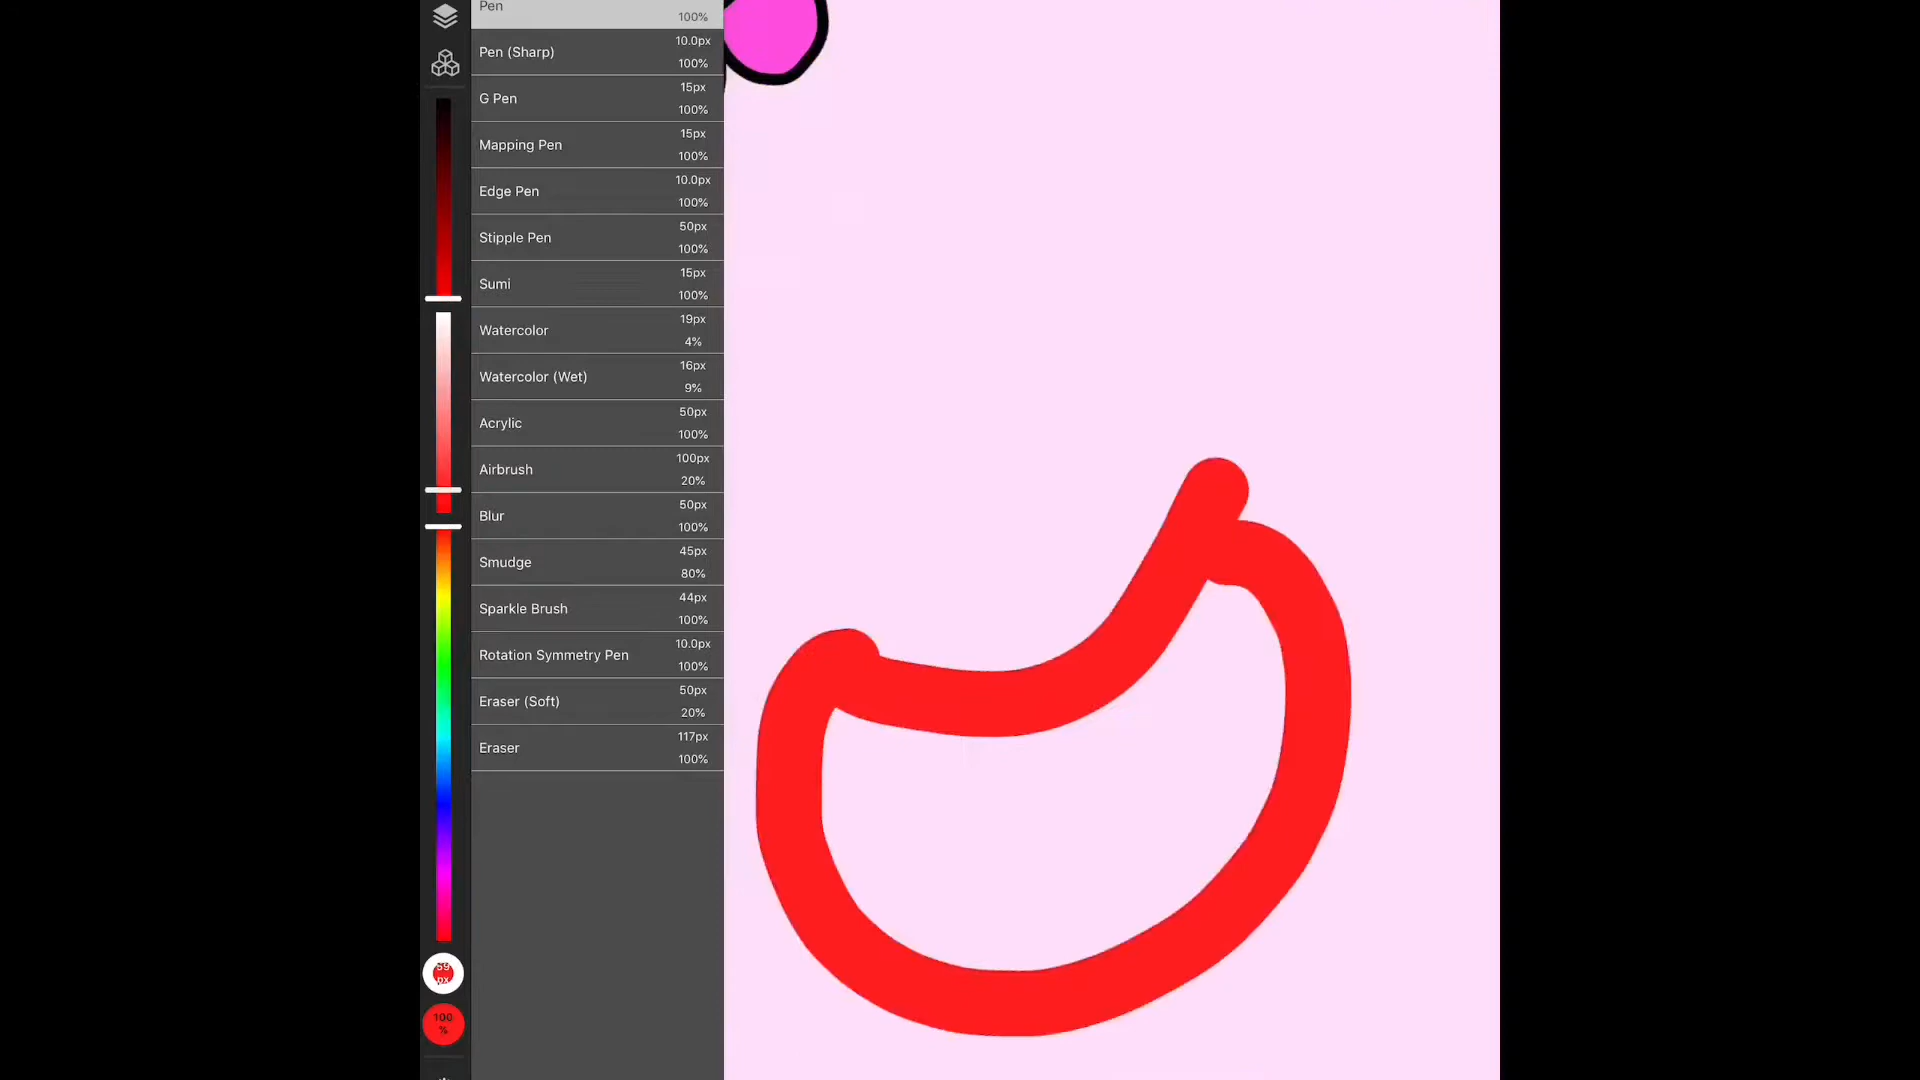 Pen
100%
Pen (Sharp)
10.0px
100%
G Pen
15px
100%
Mapping Pen
15px
100%
Edge Pen
10.0px
100%
Stipple Pen
50px
100%
Sumi
15px
100%
Watercolor
19px
4%
Watercolor (Wet)
16px
9%
Acrylic
50px
100%
Airbrush
100px
20%
Blur
50px
100%
Smudge
45px
80%
Sparkle Brush
44px
100%
Rotation Symmetry Pen
10.0px
100%
Eraser (Soft)
50px
20%
Eraser
117px
100%
59
px
100
%